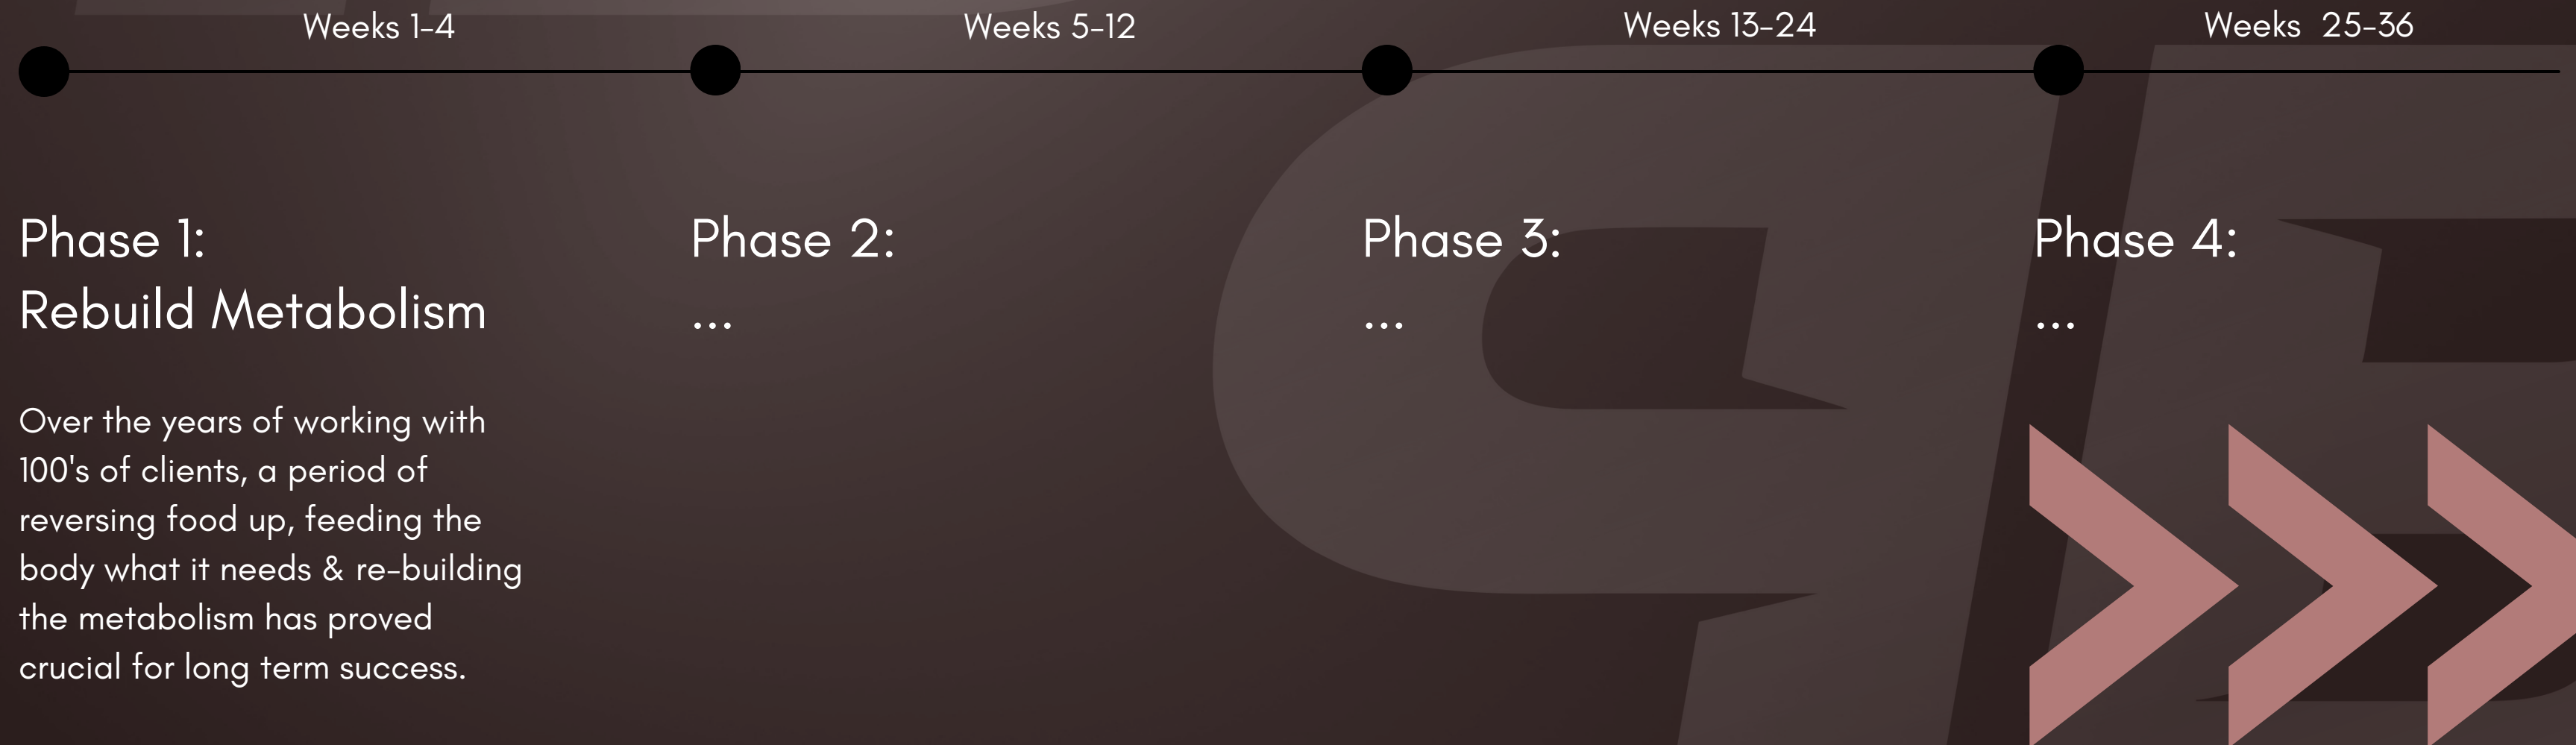 Weeks 1-4
Weeks 5-12
Weeks 13-24
Weeks 25-36
Phase 1:
Rebuild Metabolism
Over the years of working with
100's of clients, a period of
reversing food up, feeding the
body what it needs & re-building
the metabolism has proved
crucial for long term success.
Phase 2:
...
Phase 3:
...
Phase 4:
...